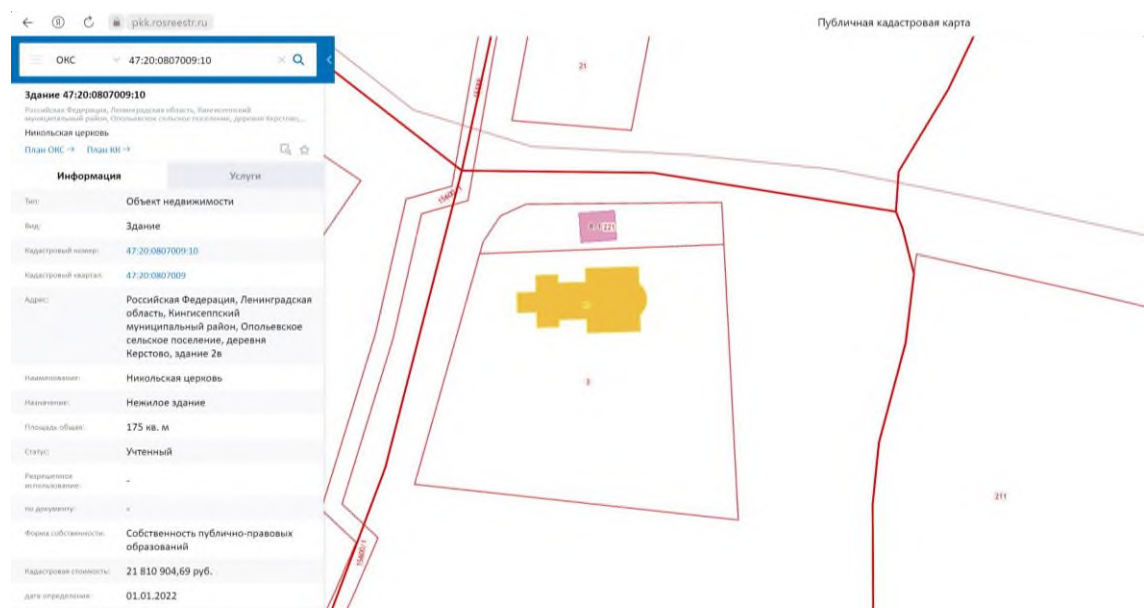 pkk.rosreestr.ru
Публичная кадастровая карта
ОКС
47:20:0807009:10
Здание 47:20:0807009:10
Российская Федерация, Ленинградская область, Кингисеппский
муниципальный район, Опольевское сельское поселение, деревня Керстово,...
Никольская церковь
План ОКС → План КК →
Информация
Услуги
Тип: Объект недвижимости
Вид: Здание
Кадастровый номер: 47:20:0807009:10
Кадастровый квартал: 47:20:0807009
Адрес: Российская Федерация, Ленинградская
область, Кингисеппский
муниципальный район, Опольевское
сельское поселение, деревня
Керстово, здание 2в
Наименование: Никольская церковь
Назначение: Нежилое здание
Площадь общая: 175 кв. м
Статус: Учтенный
Разрешенное
использование: -
по документу: -
Форма собственности: Собственность публично-правовых
образований
Кадастровая стоимость: 21 810 904,69 руб.
дата определения: 01.01.2022
21
15600/1
3
211
15600/1